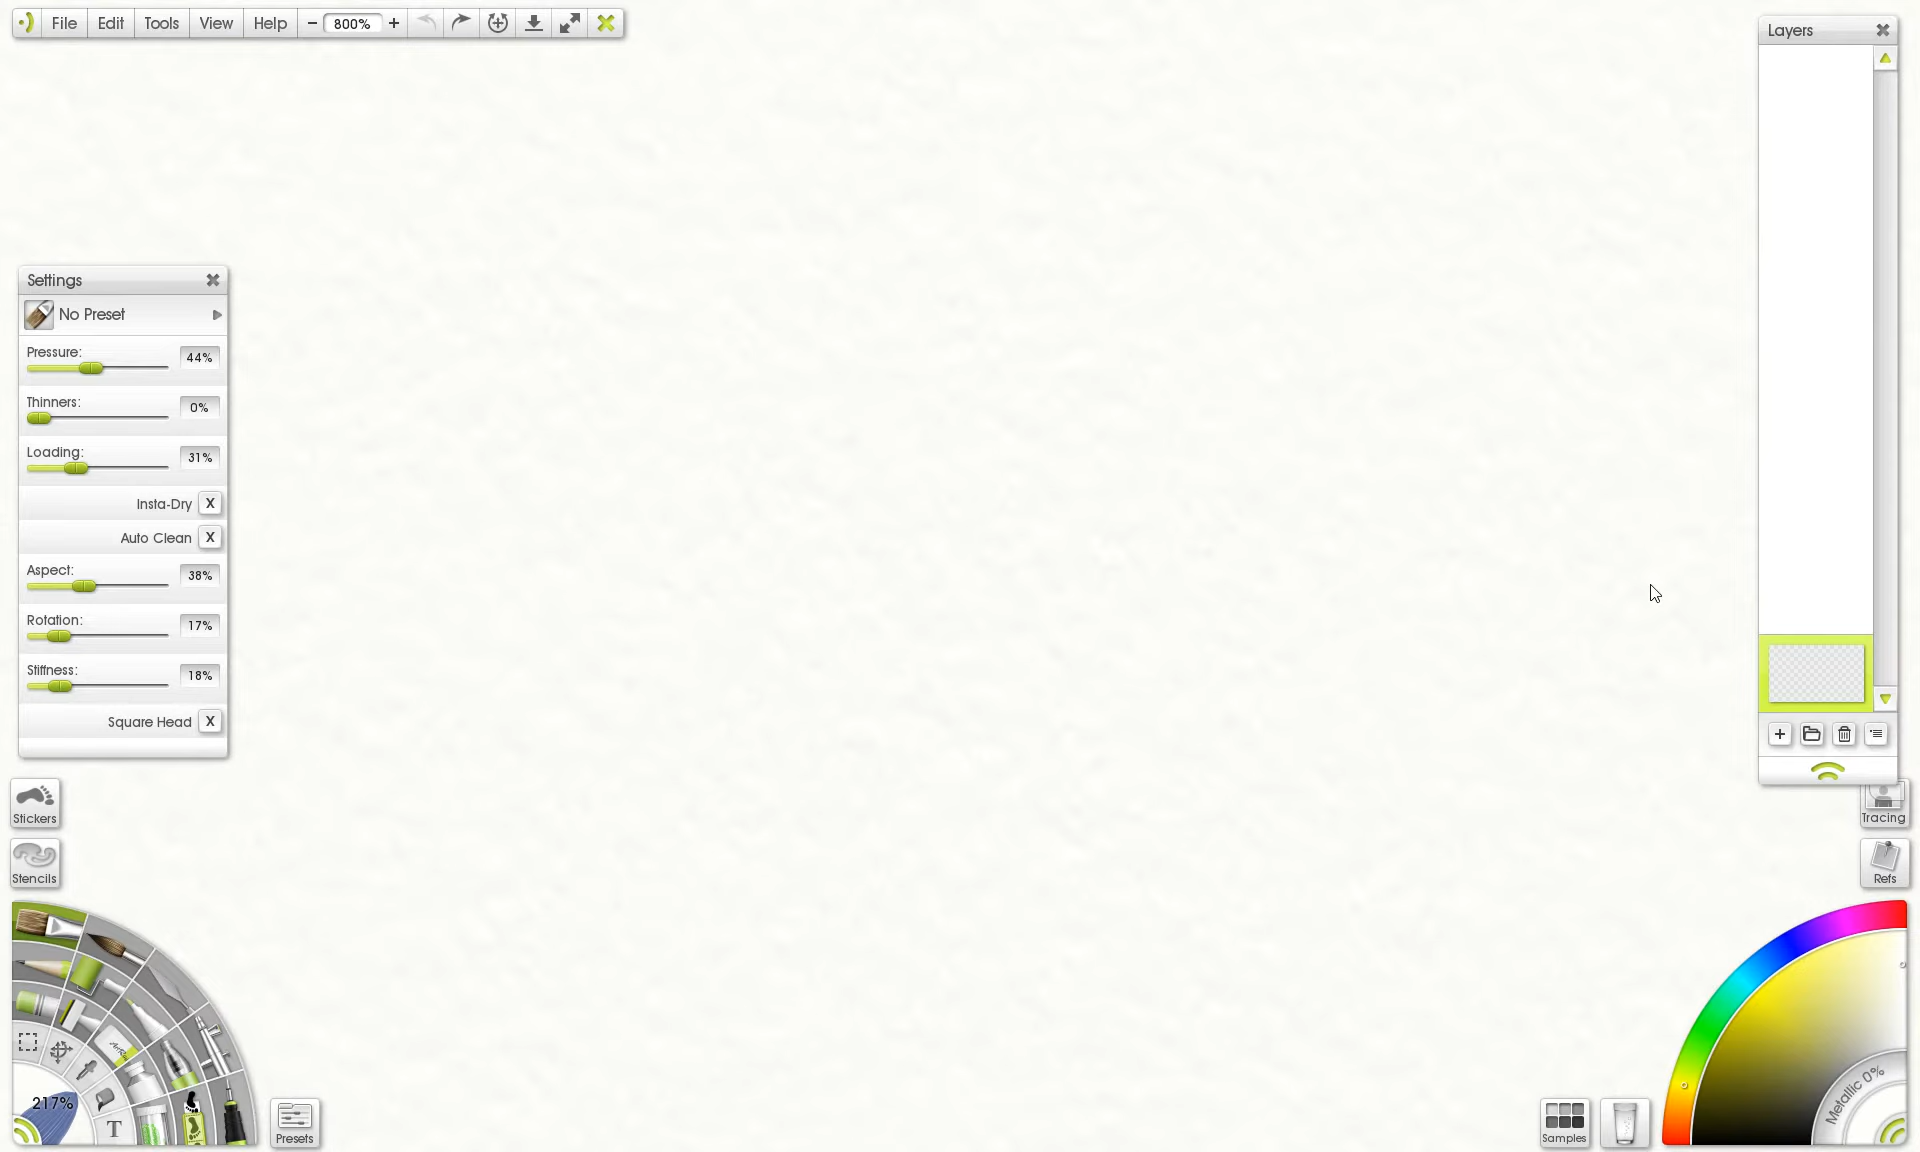 File Edit Tools View Help − 800% +
Layers
Settings
No Preset
Pressure: 44%
Thinners: 0%
Loading: 31%
Insta-Dry X
Auto Clean X
Aspect: 38%
Rotation: 17%
Stiffness: 18%
Square Head X
Stickers
Stencils
Tracing
Refs
217%
T
Presets
Samples
Metallic 0%